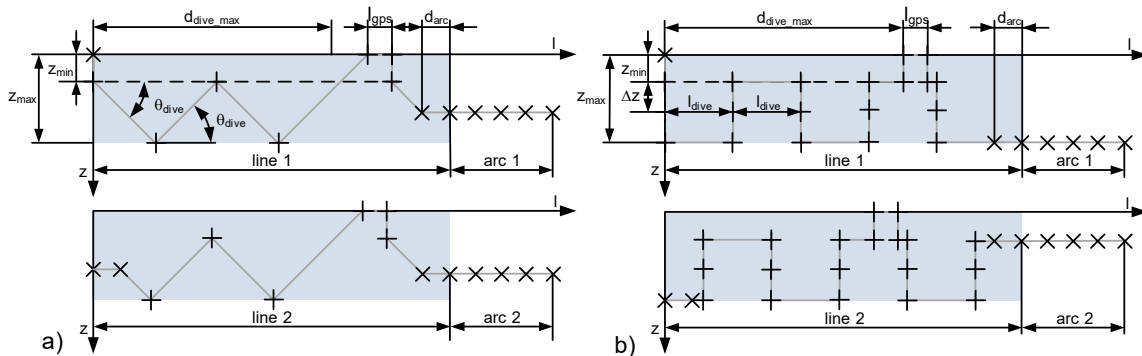 d_dive_max
l_gps
d_arc
l
z_min
z_max
θ_dive
θ_dive
line 1
arc 1
z
line 2
arc 2
z
a)
d_dive_max
l_gps
d_arc
l
z_min
z_max
Δz
l_dive
l_dive
line 1
arc 1
z
l
line 2
arc 2
z
b)
l